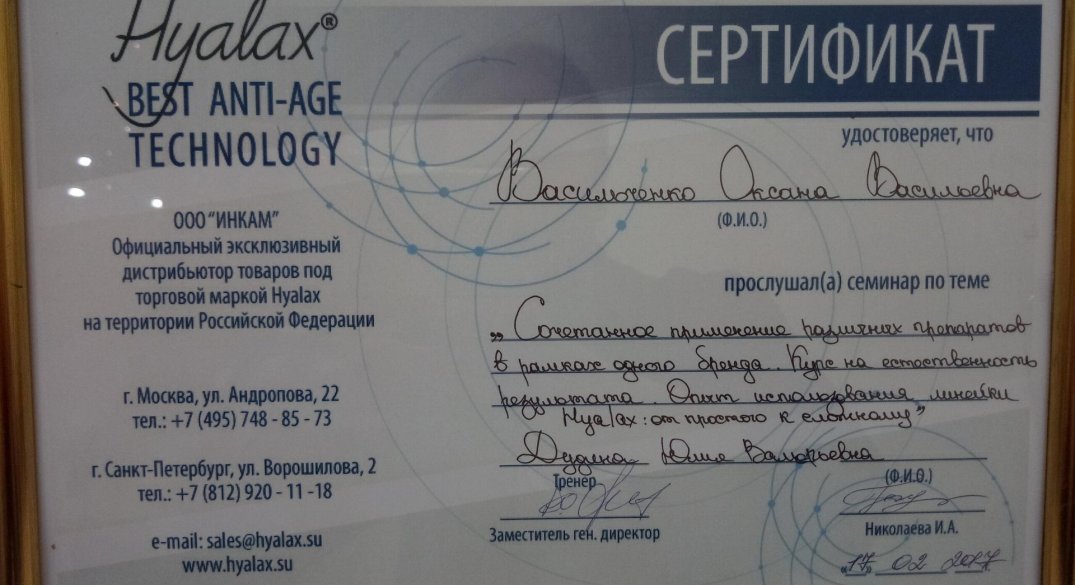 Hyalax®
BEST ANTI-AGE
TECHNOLOGY
ООО "ИНКАМ"
Официальный эксклюзивный
дистрибьютор товаров под
торговой маркой Hyalax
на территории Российской Федерации
г. Москва, ул. Андропова, 22
тел.: +7 (495) 748 - 85 - 73
г. Санкт-Петербург, ул. Ворошилова, 2
тел.: +7 (812) 920 - 11 -18
e-mail: sales@hyalax.su
www.hyalax.su
СЕРТИФИКАТ
удостоверяет, что
Васильченко Оксана Васильевна
(Ф.И.О.)
прослушал(а) семинар по теме
„Сочетанное применение различных препаратов
в рамках одного бренда. Курс на естественность
результата. Опыт использования линейки
Hyalax: от простого к сложному"
Дудина Юлия Валерьевна
Тренер (Ф.И.О.)
Заместитель ген. директор Николаева И.А.
«17» 02 2017